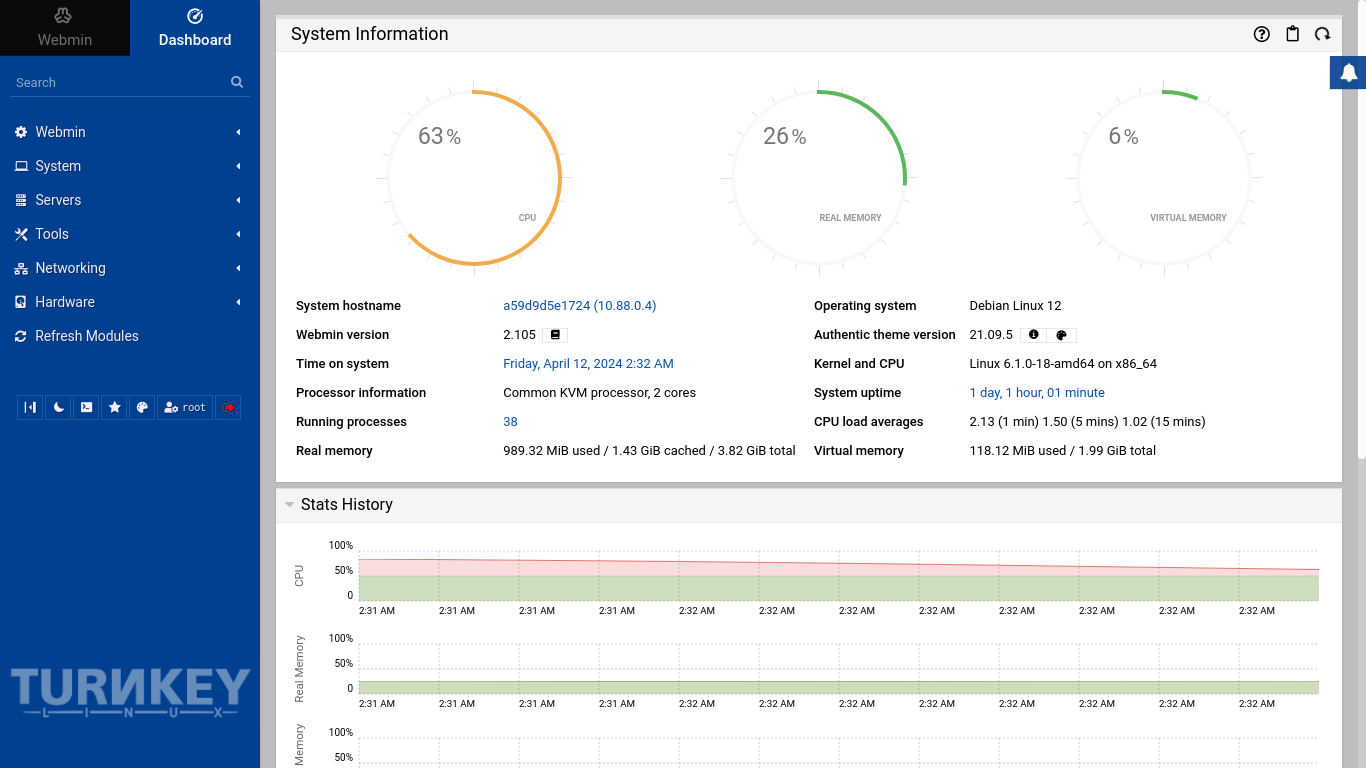 Webmin
Dashboard
Search
Webmin
System
Servers
Tools
Networking
Hardware
Refresh Modules
root
TURNKEY
LINUX
System Information
63%
CPU
26%
REAL MEMORY
6%
VIRTUAL MEMORY
System hostname a59d9d5e1724 (10.88.0.4) Operating system Debian Linux 12
Webmin version 2.105 Authentic theme version 21.09.5
Time on system Friday, April 12, 2024 2:32 AM Kernel and CPU Linux 6.1.0-18-amd64 on x86_64
Processor information Common KVM processor, 2 cores System uptime 1 day, 1 hour, 01 minute
Running processes 38 CPU load averages 2.13 (1 min) 1.50 (5 mins) 1.02 (15 mins)
Real memory 989.32 MiB used / 1.43 GiB cached / 3.82 GiB total Virtual memory 118.12 MiB used / 1.99 GiB total
Stats History
CPU
100%
50%
0
2:31 AM 2:31 AM 2:31 AM 2:31 AM 2:32 AM 2:32 AM 2:32 AM 2:32 AM 2:32 AM 2:32 AM 2:32 AM 2:32 AM
Real Memory
100%
50%
0
2:31 AM 2:31 AM 2:31 AM 2:31 AM 2:32 AM 2:32 AM 2:32 AM 2:32 AM 2:32 AM 2:32 AM 2:32 AM 2:32 AM
Memory
100%
50%